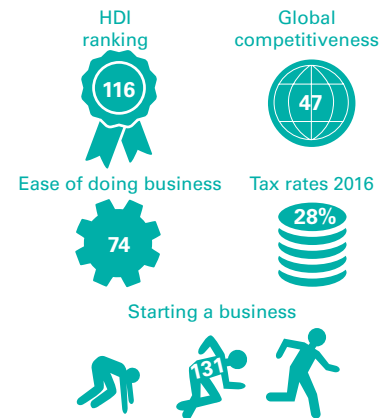 HDI
ranking
116
Global
competitiveness
47
Ease of doing business
74
Tax rates 2016
28%
Starting a business
131